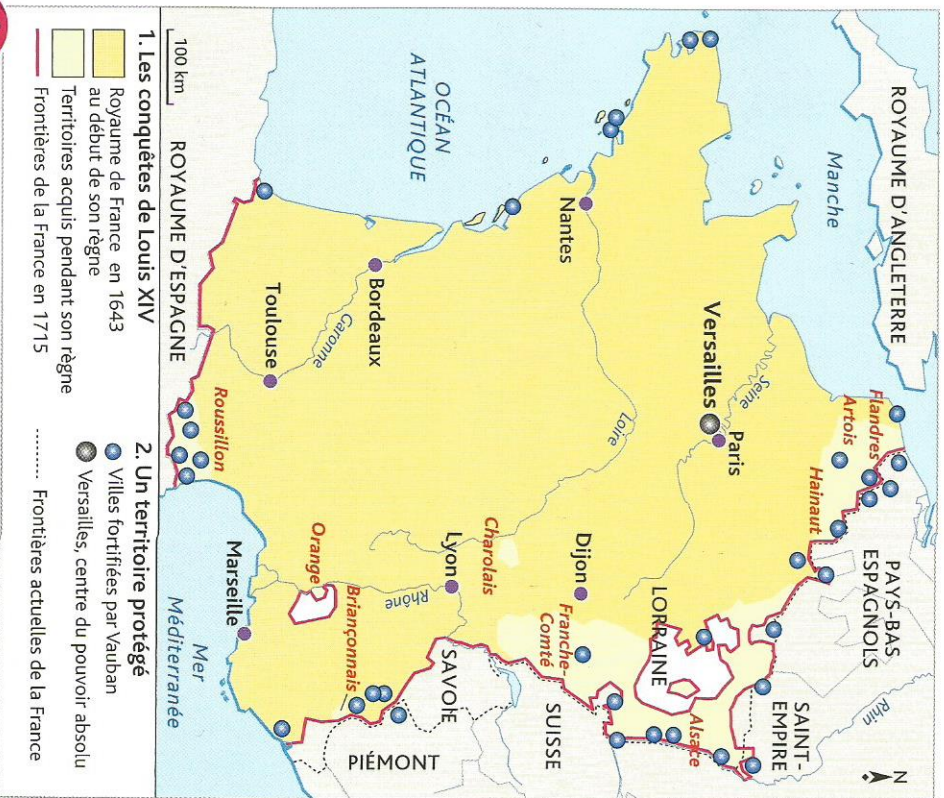 ROYAUME D'ANGLETERRE
Manche
OCÉAN
ATLANTIQUE
ROYAUME D'ESPAGNE
Flandres
Artois
Hainaut
PAYS-BAS
ESPAGNOLS
SAINT-
EMPIRE
Rhin
N
Seine
Versailles
Paris
LORRAINE
Alsace
Nantes
Loire
Dijon
Franche-
Comté
SUISSE
Charolais
Lyon
SAVOIE
Rhône
PIÉMONT
Briançonnais
Orange
Bordeaux
Garonne
Toulouse
Marseille
Roussillon
Mer
Méditerranée
100 km
1. Les conquêtes de Louis XIV
Royaume de France en 1643
au début de son règne
Territoires acquis pendant son règne
Frontières de la France en 1715
2. Un territoire protégé
Villes fortifiées par Vauban
Versailles, centre du pouvoir absolu
Frontières actuelles de la France